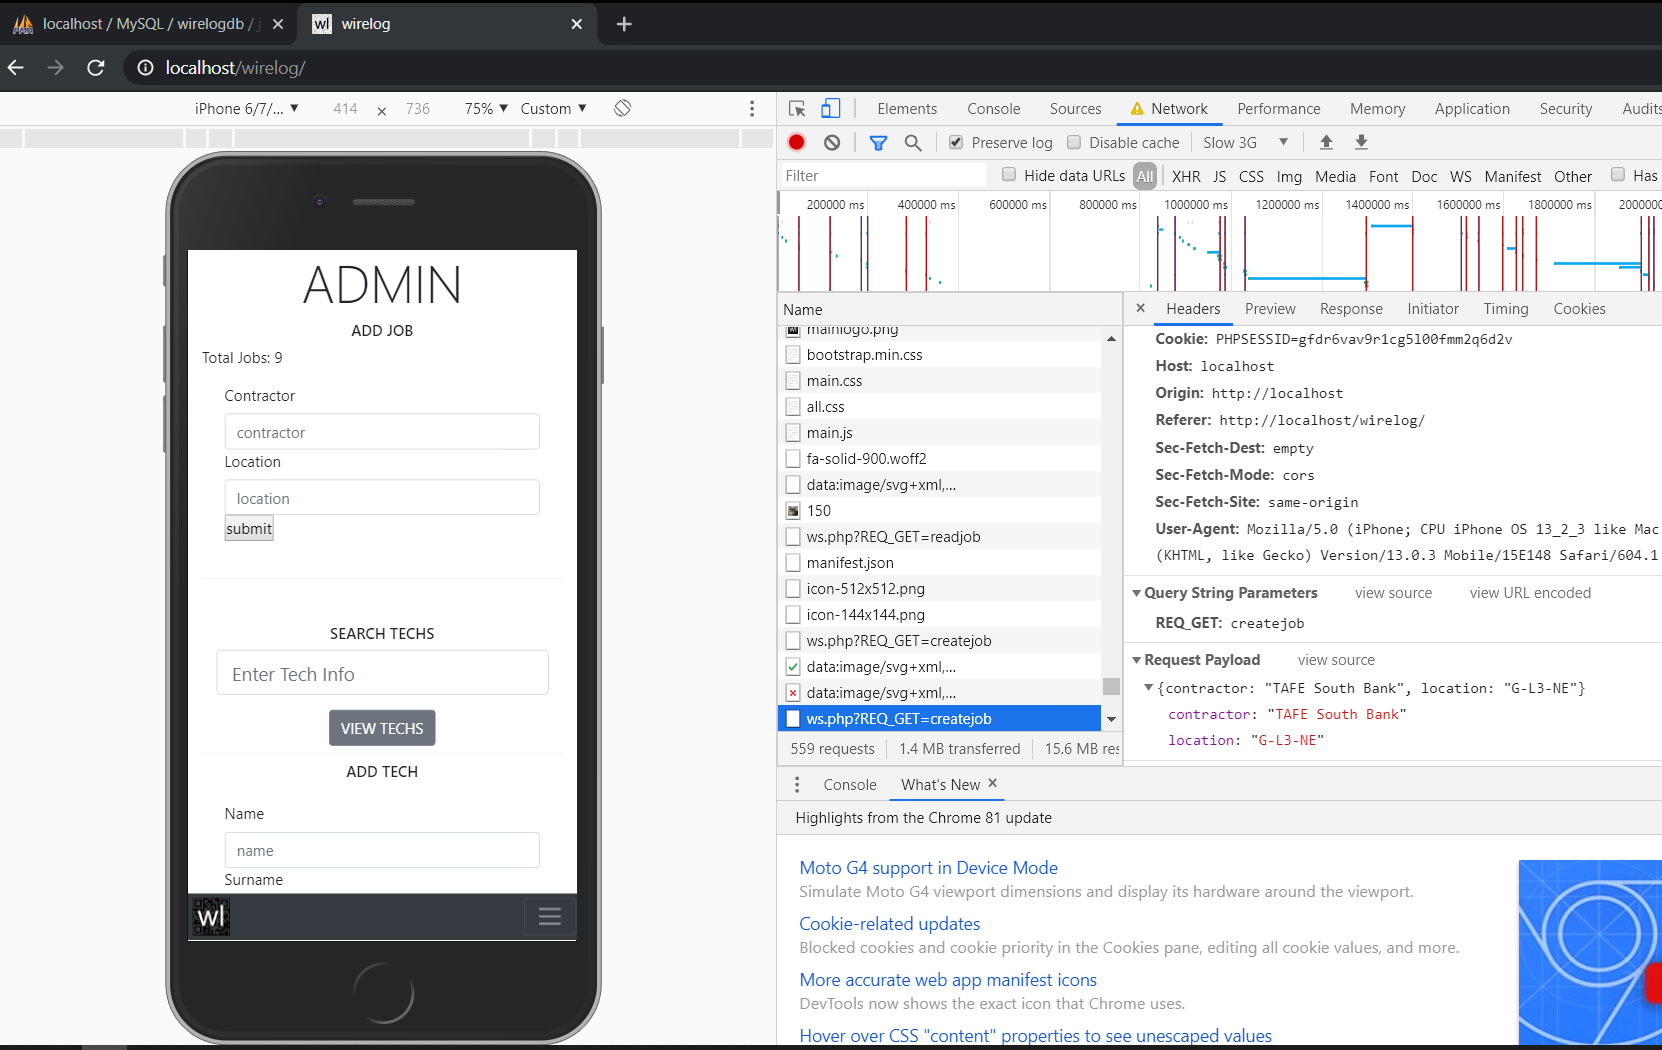 localhost / MySQL / wirelogdb / j
wl wirelog
localhost/wirelog/
iPhone 6/7/... 414 × 736 75% Custom
Elements Console Sources Network Performance Memory Application Security Audits
Preserve log Disable cache Slow 3G
Filter Hide data URLs All XHR JS CSS Img Media Font Doc WS Manifest Other Has
200000 ms 400000 ms 600000 ms 800000 ms 1000000 ms 1200000 ms 1400000 ms 1600000 ms 1800000 ms 2000000
ADMIN
ADD JOB
Total Jobs: 9
Contractor
contractor
Location
location
submit
SEARCH TECHS
Enter Tech Info
VIEW TECHS
ADD TECH
Name
name
Surname
wl
Name
mainlogo.png
bootstrap.min.css
main.css
all.css
main.js
fa-solid-900.woff2
data:image/svg+xml,...
150
ws.php?REQ_GET=readjob
manifest.json
icon-512x512.png
icon-144x144.png
ws.php?REQ_GET=createjob
data:image/svg+xml,...
data:image/svg+xml,...
ws.php?REQ_GET=createjob
559 requests 1.4 MB transferred 15.6 MB res
Headers Preview Response Initiator Timing Cookies
Cookie: PHPSESSID=gfdr6vav9r1cg5l00fmm2q6d2v
Host: localhost
Origin: http://localhost
Referer: http://localhost/wirelog/
Sec-Fetch-Dest: empty
Sec-Fetch-Mode: cors
Sec-Fetch-Site: same-origin
User-Agent: Mozilla/5.0 (iPhone; CPU iPhone OS 13_2_3 like Mac
(KHTML, like Gecko) Version/13.0.3 Mobile/15E148 Safari/604.1
Query String Parameters view source view URL encoded
REQ_GET: createjob
Request Payload view source
{contractor: "TAFE South Bank", location: "G-L3-NE"}
contractor: "TAFE South Bank"
location: "G-L3-NE"
Console What's New
Highlights from the Chrome 81 update
Moto G4 support in Device Mode
Simulate Moto G4 viewport dimensions and display its hardware around the viewport.
Cookie-related updates
Blocked cookies and cookie priority in the Cookies pane, editing all cookie values, and more.
More accurate web app manifest icons
DevTools now shows the exact icon that Chrome uses.
Hover over CSS "content" properties to see unescaped values